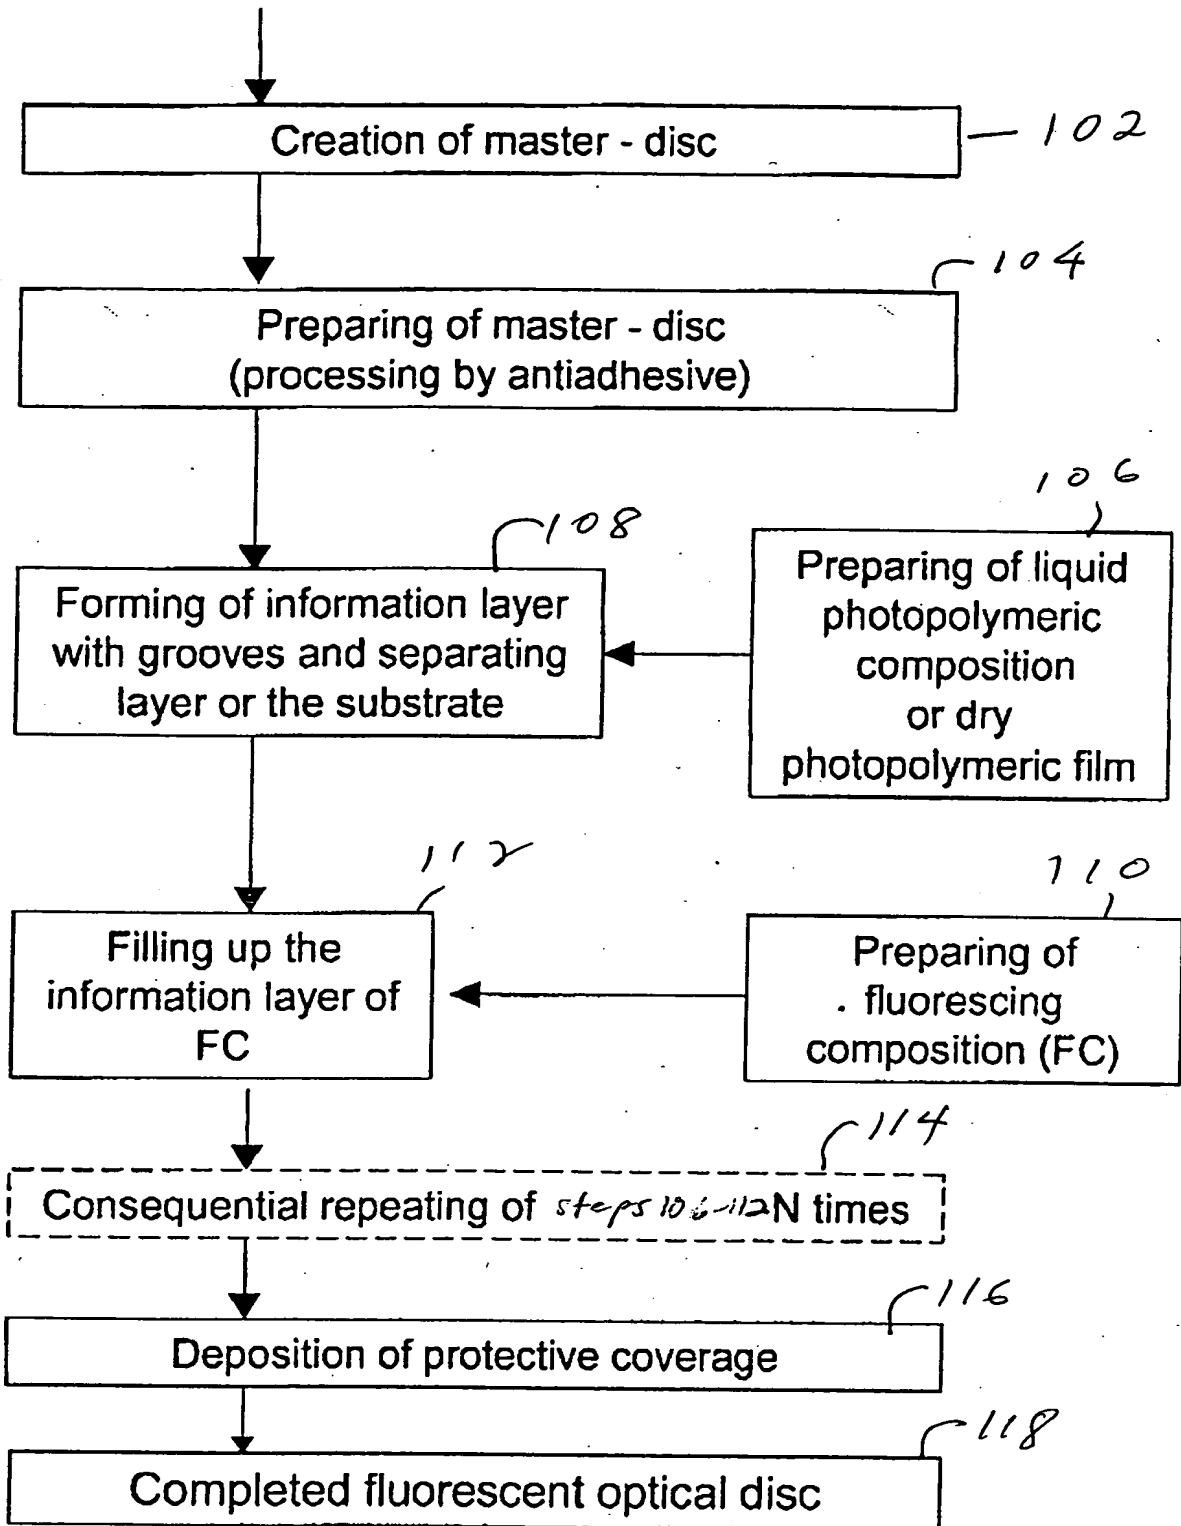 Creation of master - disc
102
104
Preparing of master - disc
(processing by antiadhesive)
106
108
Forming of information layer
with grooves and separating
layer or the substrate
Preparing of liquid
photopolymeric
composition
or dry
photopolymeric film
112
110
Filling up the
information layer of
FC
Preparing of
fluorescing
composition (FC)
114
Consequential repeating of steps 106-112 N times
116
Deposition of protective coverage
118
Completed fluorescent optical disc